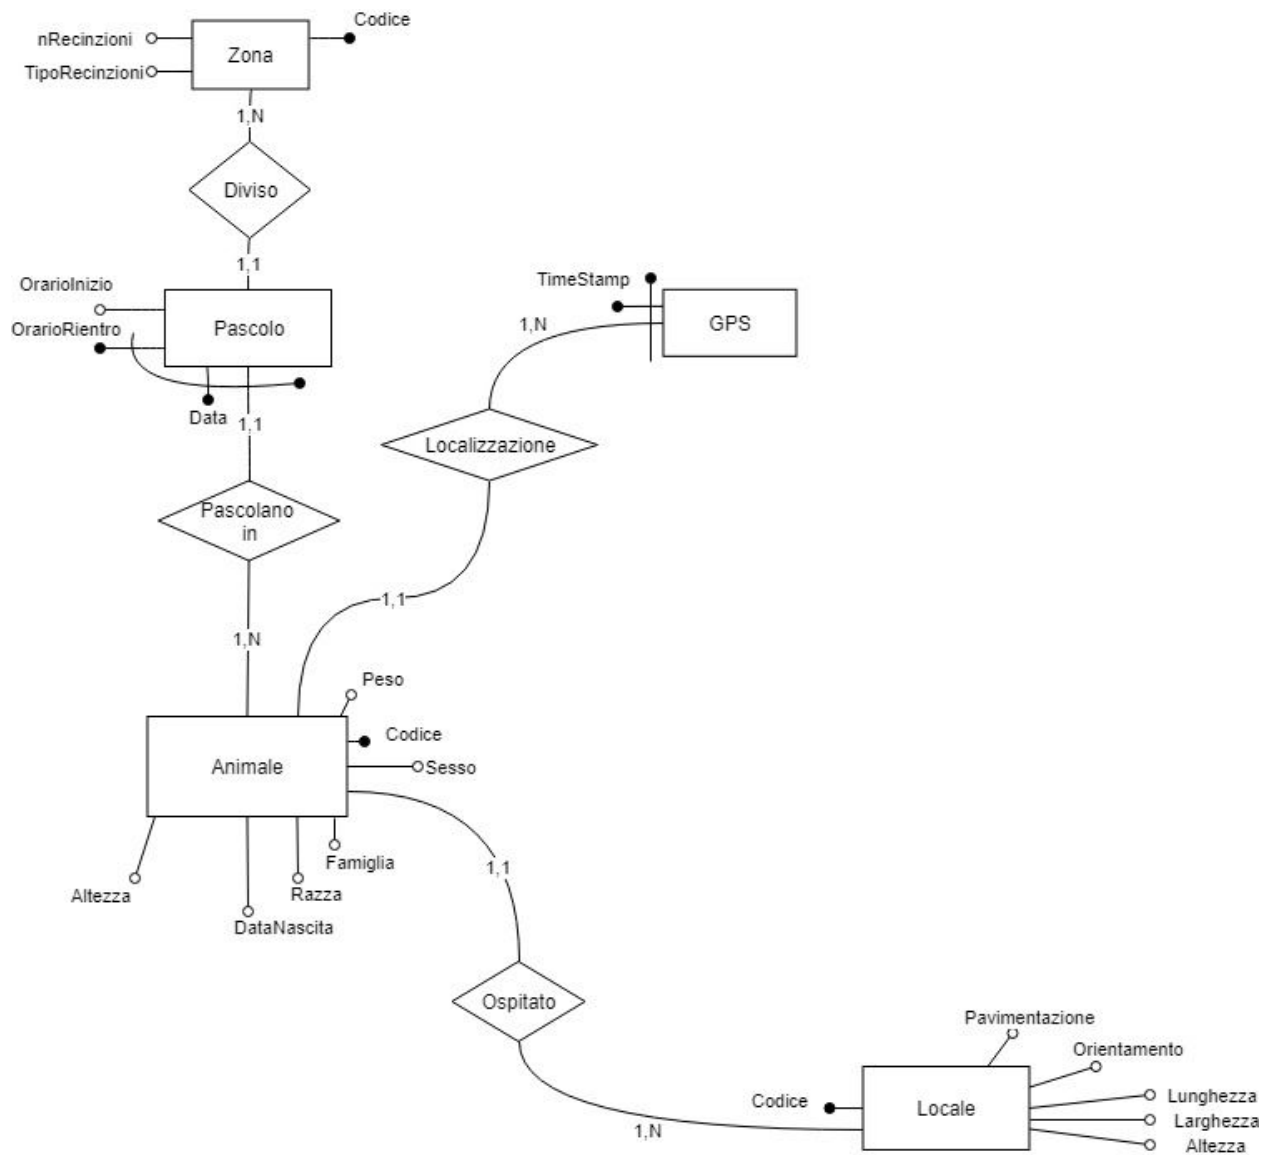 Codice
nRecinzioni
Zona
TipoRecinzioni
1,N
Diviso
1,1
OrarioInizio
TimeStamp
OrarioRientro
Pascolo
1,N
GPS
Data
1,1
Localizzazione
Pascolano
in
1,1
1,N
Peso
Codice
Animale
Sesso
Famiglia
1,1
Altezza
Razza
DataNascita
Ospitato
Pavimentazione
Orientamento
Codice
Locale
Lunghezza
Larghezza
1,N
Altezza